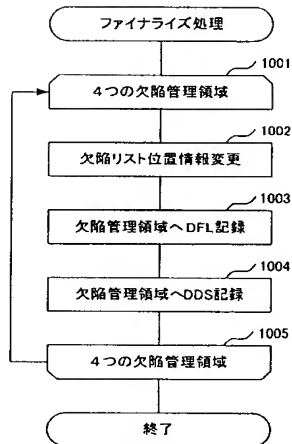 ファイナライズ処理
1001
4つの欠陥管理領域
1002
欠陥リスト位置情報変更
1003
欠陥管理領域へDFL記録
1004
欠陥管理領域へDDS記録
1005
4つの欠陥管理領域
終了